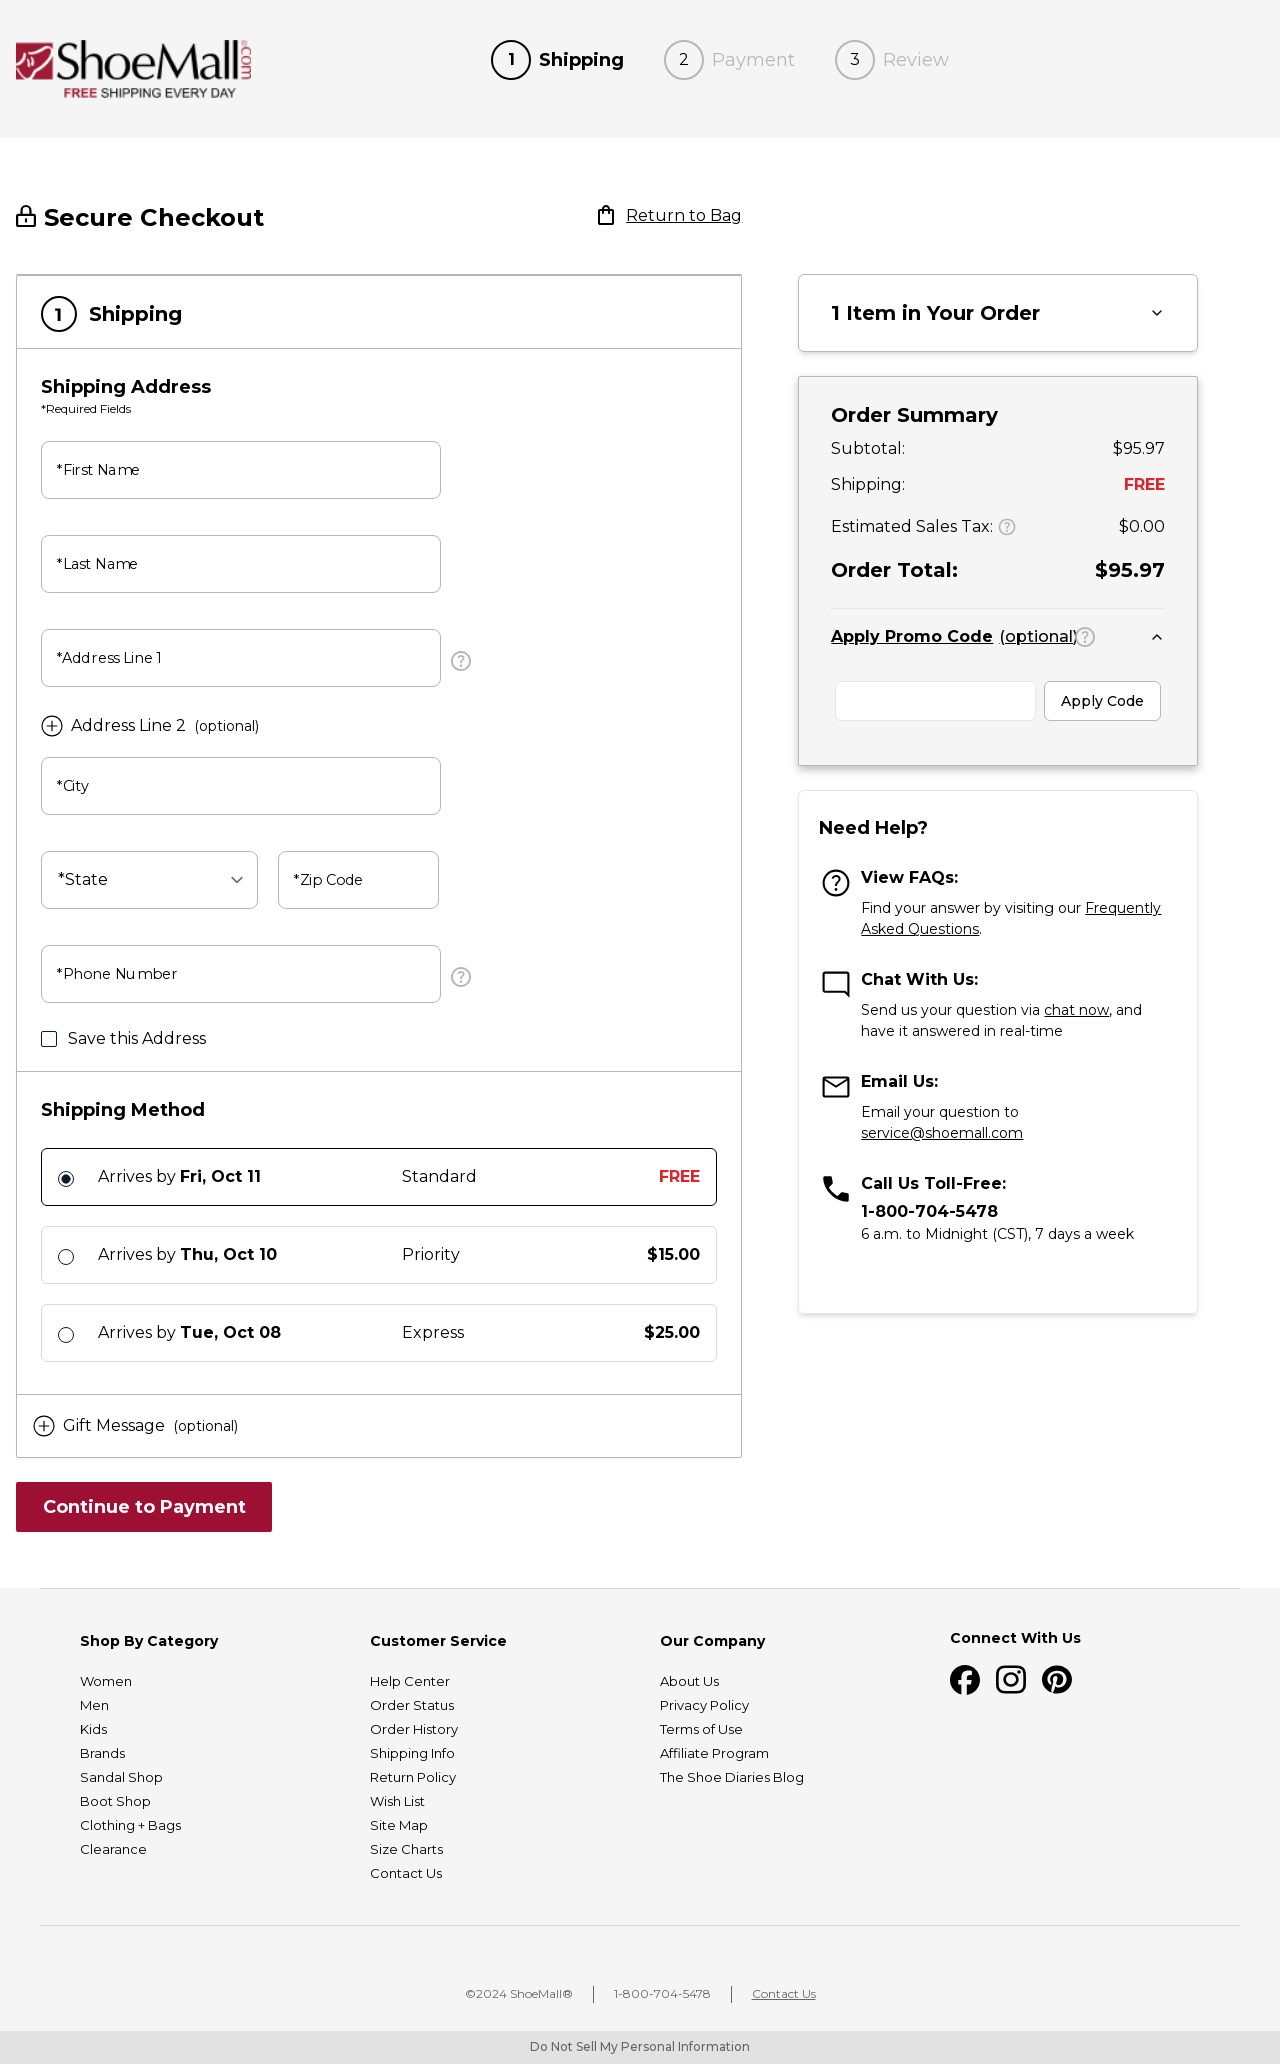 ShoeMall.com
FREE SHIPPING EVERY DAY
1 Shipping
2 Payment
3 Review
Secure Checkout
Return to Bag
1 Shipping
Shipping Address
*Required Fields
*First Name
*Last Name
*Address Line 1
?
Address Line 2 (optional)
*City
*State
*Zip Code
*Phone Number
?
Save this Address
Shipping Method
Arrives by Fri, Oct 11 Standard FREE
Arrives by Thu, Oct 10 Priority $15.00
Arrives by Tue, Oct 08 Express $25.00
Gift Message (optional)
Continue to Payment
1 Item in Your Order
Order Summary
Subtotal: $95.97
Shipping: FREE
Estimated Sales Tax: ? $0.00
Order Total: $95.97
Apply Promo Code (optional) ?
Apply Code
Need Help?
? View FAQs:
Find your answer by visiting our Frequently
Asked Questions.
Chat With Us:
Send us your question via chat now, and
have it answered in real-time
Email Us:
Email your question to
service@shoemall.com
Call Us Toll-Free:
1-800-704-5478
6 a.m. to Midnight (CST), 7 days a week
Shop By Category
Women
Men
Kids
Brands
Sandal Shop
Boot Shop
Clothing + Bags
Clearance
Customer Service
Help Center
Order Status
Order History
Shipping Info
Return Policy
Wish List
Site Map
Size Charts
Contact Us
Our Company
About Us
Privacy Policy
Terms of Use
Affiliate Program
The Shoe Diaries Blog
Connect With Us
©2024 ShoeMall® | 1-800-704-5478 | Contact Us
Do Not Sell My Personal Information